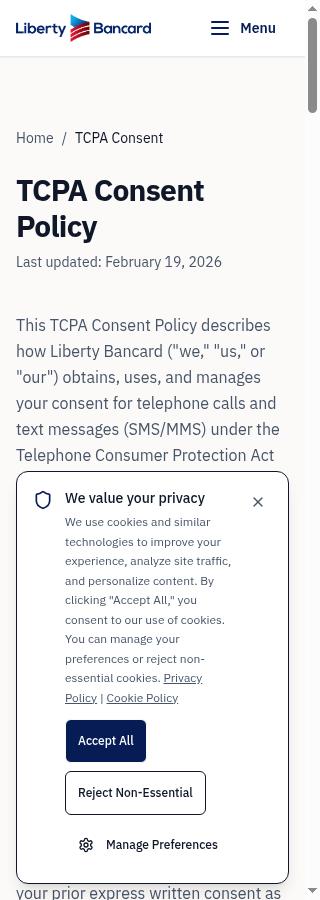 Liberty Bancard
Menu
Home / TCPA Consent
TCPA Consent
Policy
Last updated: February 19, 2026
This TCPA Consent Policy describes
how Liberty Bancard ("we," "us," or
"our") obtains, uses, and manages
your consent for telephone calls and
text messages (SMS/MMS) under the
Telephone Consumer Protection Act
We value your privacy
We use cookies and similar
technologies to improve your
experience, analyze site traffic,
and personalize content. By
clicking "Accept All," you
consent to our use of cookies.
You can manage your
preferences or reject non-
essential cookies. Privacy
Policy | Cookie Policy
Accept All
Reject Non-Essential
Manage Preferences
your prior express written consent as